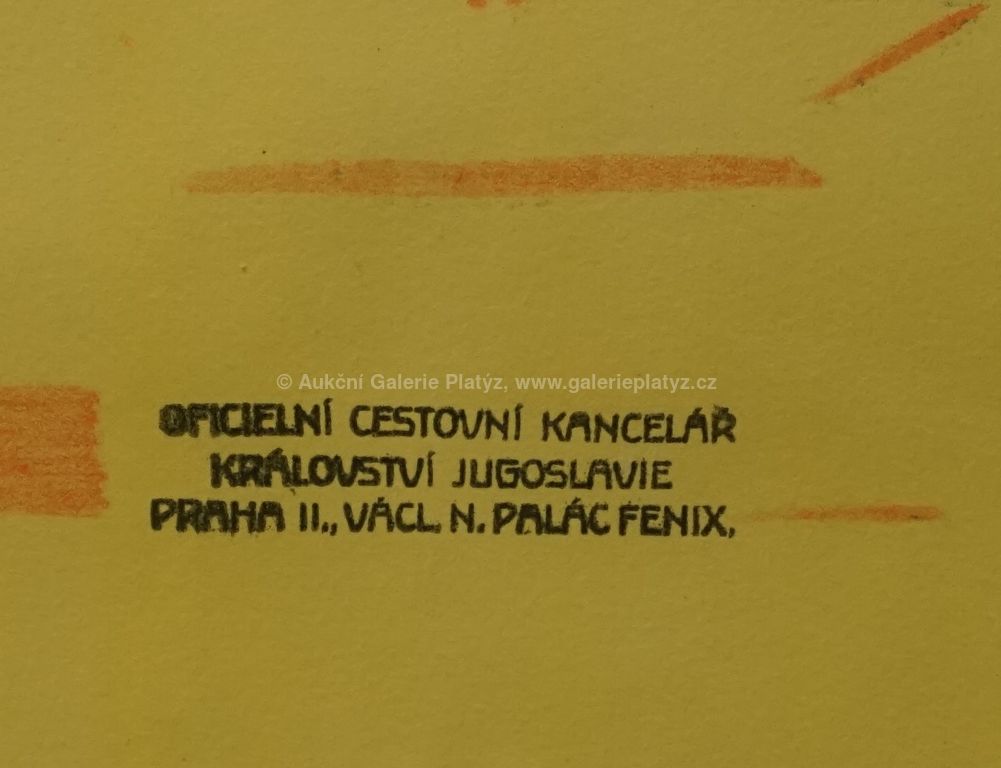 © Aukční Galerie Platýz, www.galerieplatyz.cz
OFICIELNÍ CESTOVNÍ KANCELÁŘ
KRÁLOVSTVÍ JUGOSLAVIE
PRAHA II., VÁCL. N. PALÁC FENIX,